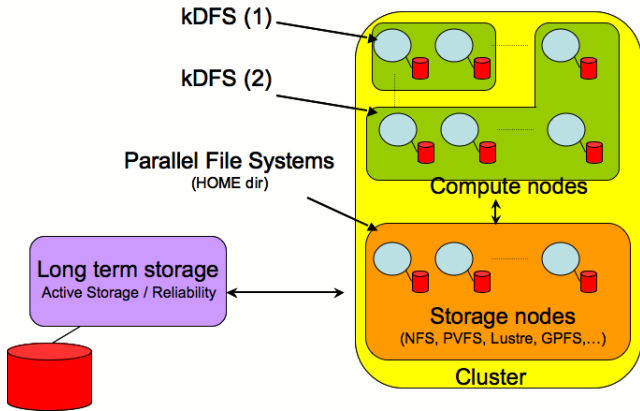 kDFS (1)
kDFS (2)
Parallel File Systems
(HOME dir)
Compute nodes
Long term storage
Active Storage / Reliability
Storage nodes
(NFS, PVFS, Lustre, GPFS,...)
Cluster